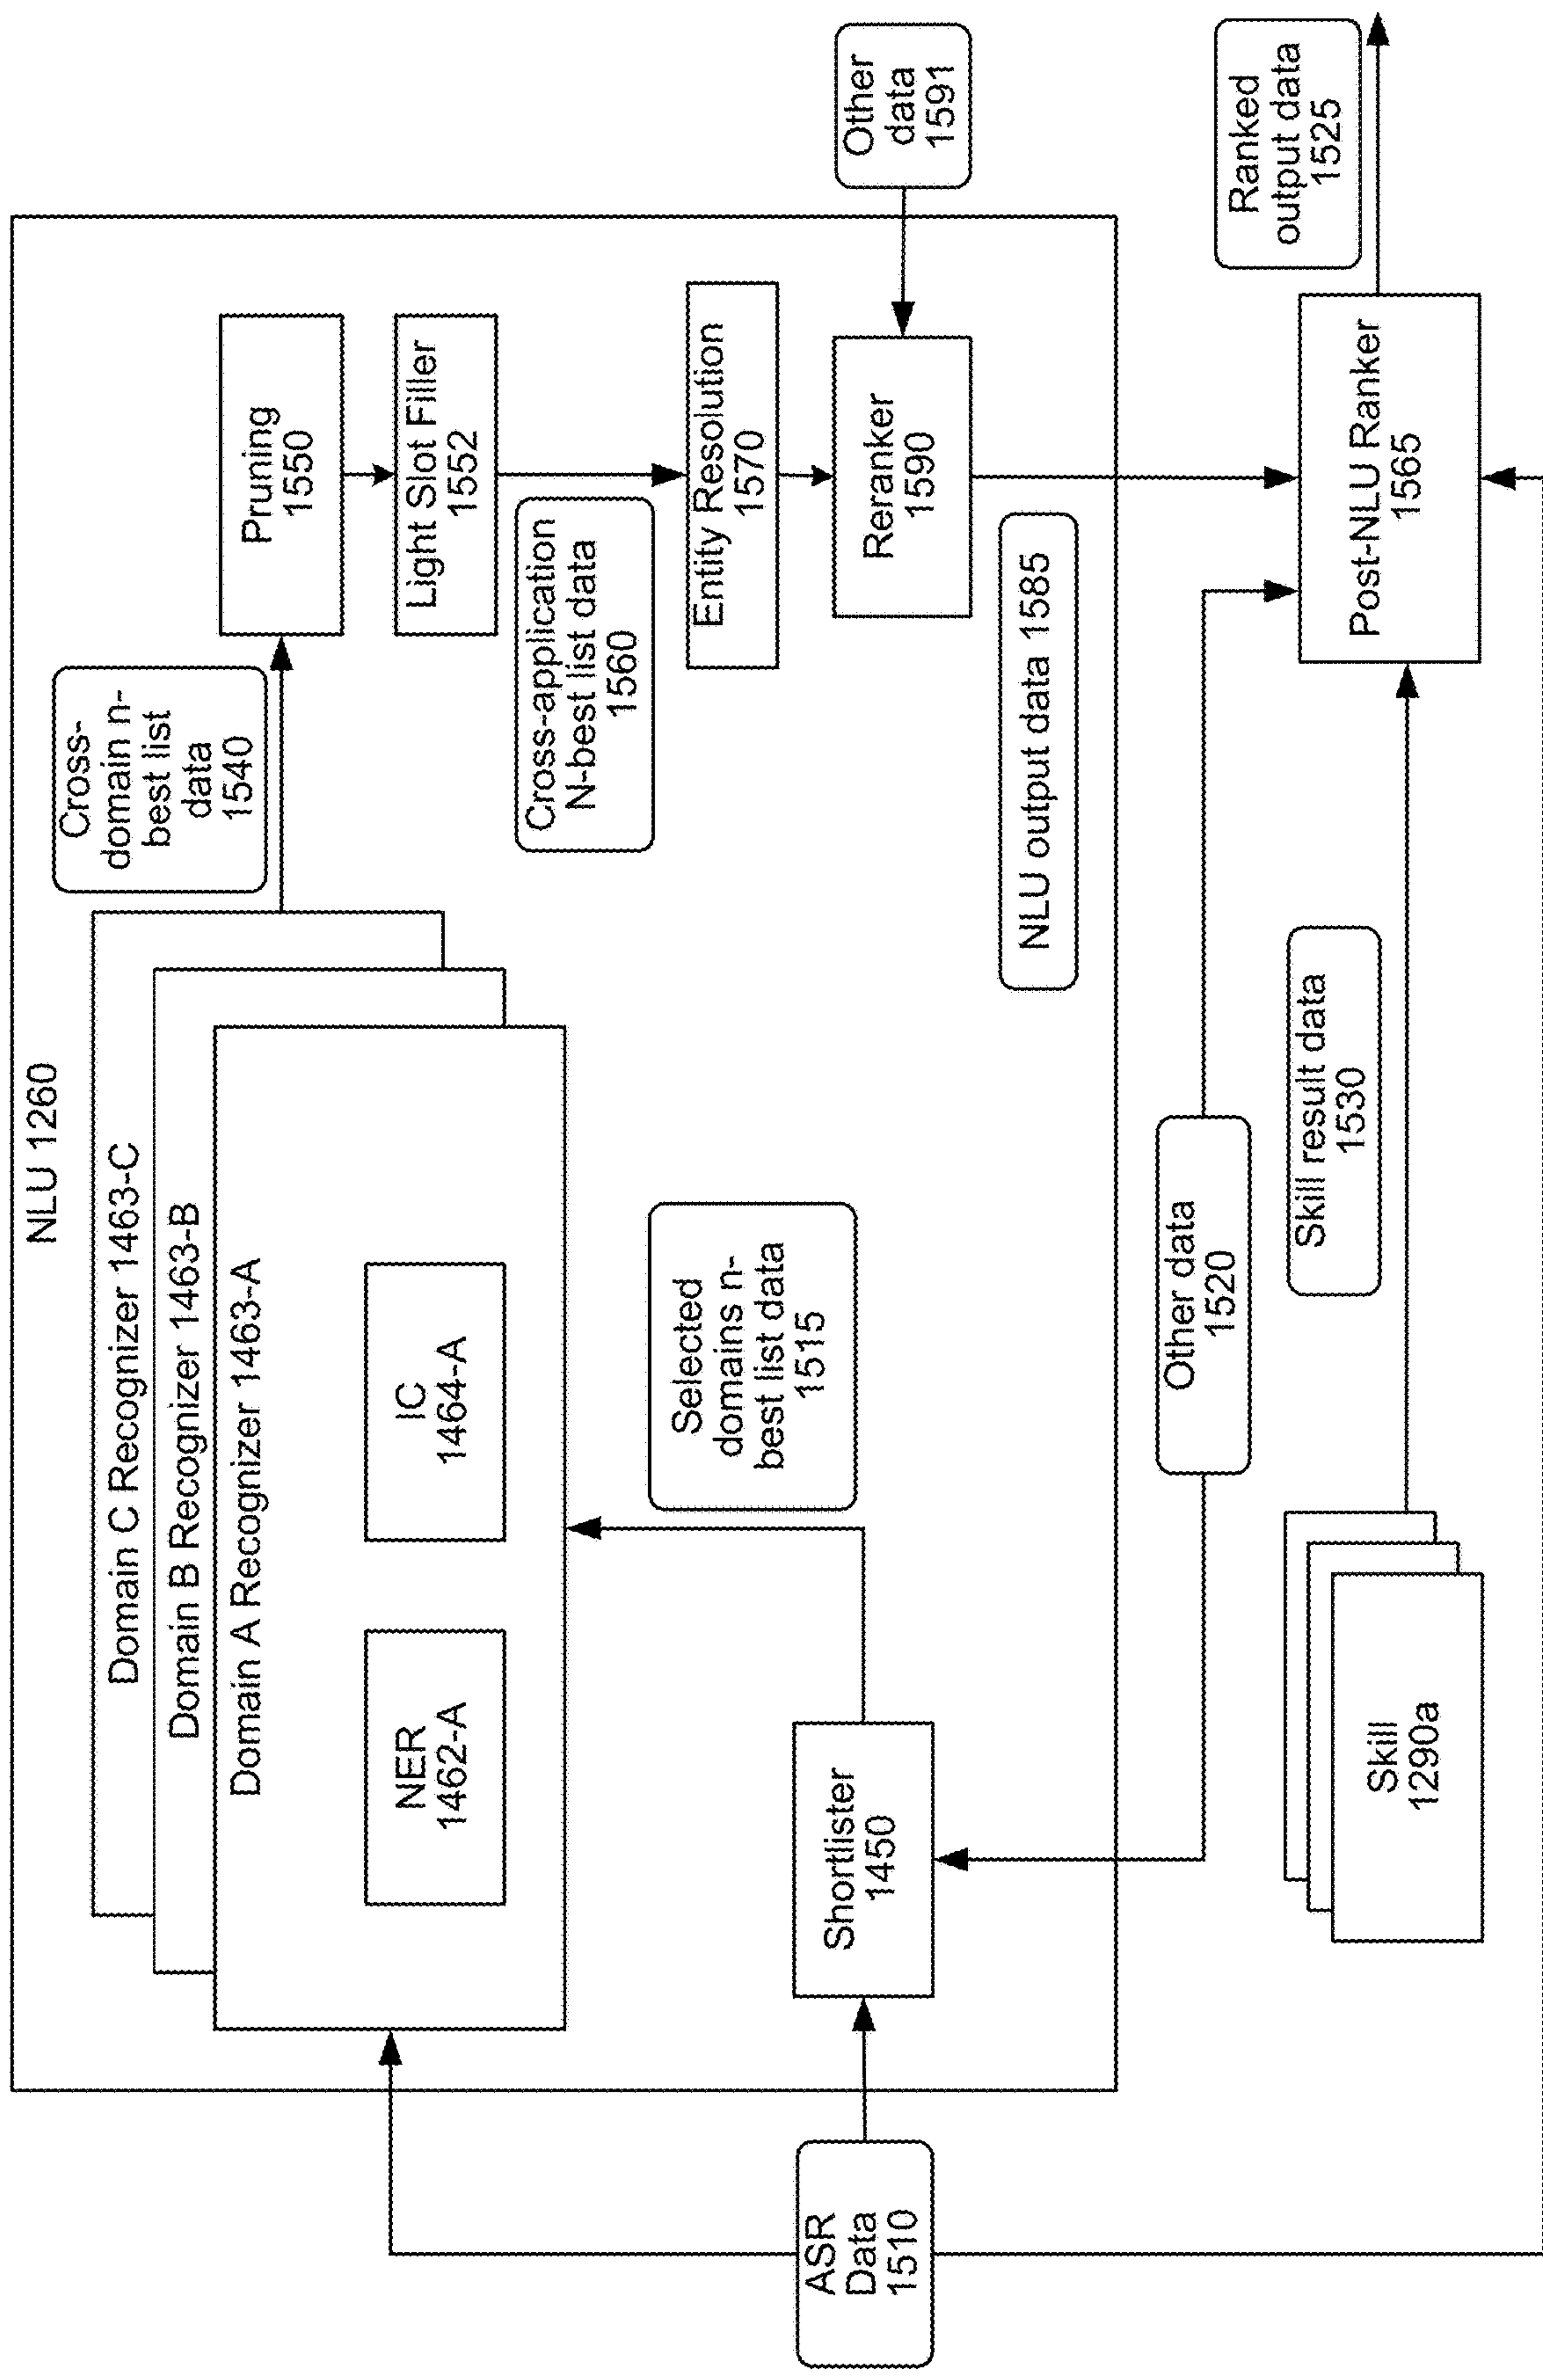 NLU 1260
Domain C Recognizer 1463-C
Domain B Recognizer 1463-B
Domain A Recognizer 1463-A
NER
1462-A
IC
1464-A
Cross-
domain n-
best list
data
1540
Pruning
1550
Light Slot Filler
1552
Cross-application
N-best list data
1560
Entity Resolution
1570
Reranker
1590
Other
data
1591
Selected
domains n-
best list data
1515
Shortlister
1450
ASR
Data
1510
NLU output data 1585
Other data
1520
Skill result data
1530
Skill
1290a
Post-NLU Ranker
1565
Ranked
output data
1525